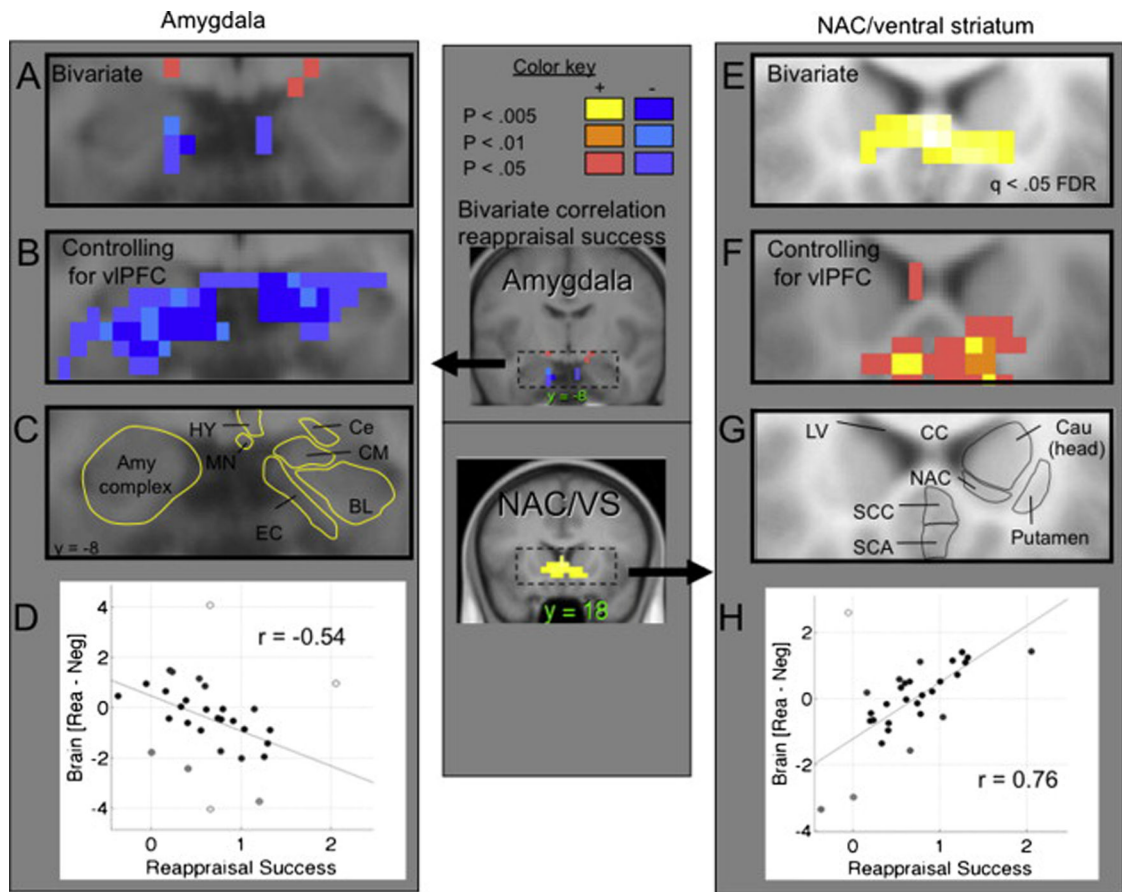 Amygdala
A
Bivariate
B
Controlling
for vlPFC
C
HY
Ce
MN
CM
Amy
complex
BL
EC
y = -8
D
r = -0.54
4
2
0
-2
-4
Brain [Rea - Neg]
0
1
2
Reappraisal Success
Color key
+
-
P < .005
P < .01
P < .05
Bivariate correlation
reappraisal success
Amygdala
y = -8
NAC/VS
y = 18
NAC/ventral striatum
E
Bivariate
q < .05 FDR
F
Controlling
for vlPFC
G
LV
CC
Cau
(head)
NAC
SCC
SCA
Putamen
H
2
0
-2
-4
Brain [Rea - Neg]
r = 0.76
0
1
2
Reappraisal Success